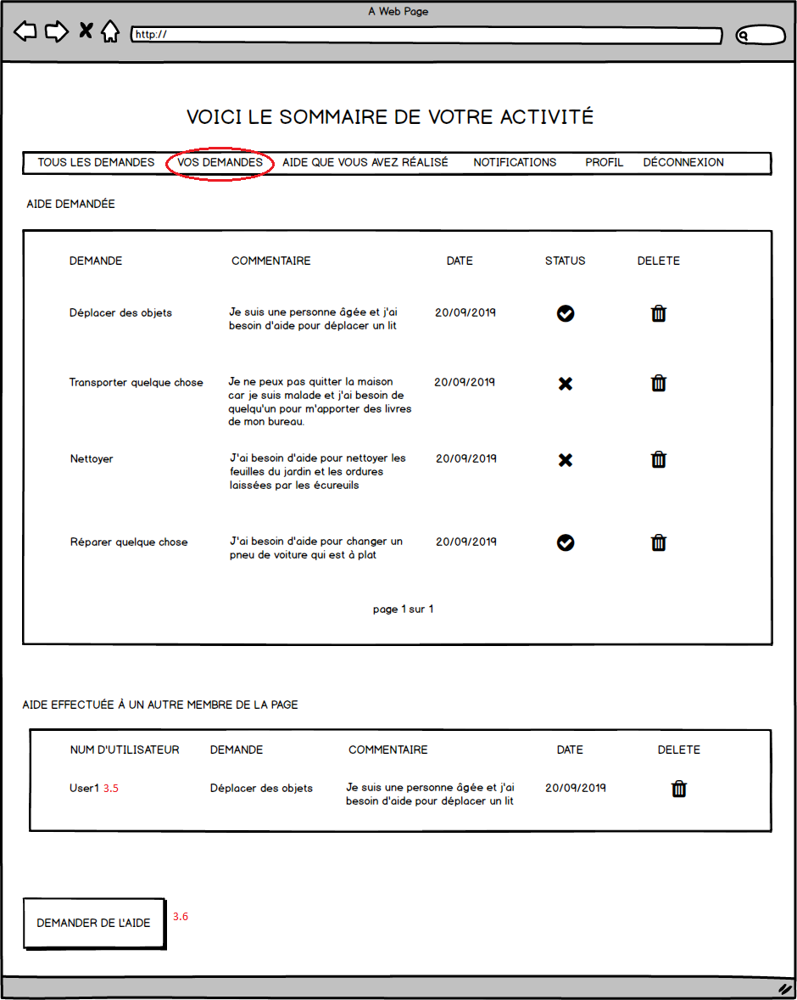 A Web Page
http://
VOICI LE SOMMAIRE DE VOTRE ACTIVITÉ
TOUS LES DEMANDES VOS DEMANDES AIDE QUE VOUS AVEZ RÉALISÉ NOTIFICATIONS PROFIL DÉCONNEXION
AIDE DEMANDÉE
DEMANDE COMMENTAIRE DATE STATUS DELETE
Déplacer des objets Je suis une personne âgée et j'ai 20/09/2019
besoin d'aide pour déplacer un lit
Transporter quelque chose Je ne peux pas quitter la maison 20/09/2019
car je suis malade et j'ai besoin de
quelqu'un pour m'apporter des livres
de mon bureau.
Nettoyer J'ai besoin d'aide pour nettoyer les 20/09/2019
feuilles du jardin et les ordures
laissées par les écureuils
Réparer quelque chose J'ai besoin d'aide pour changer un 20/09/2019
pneu de voiture qui est à plat
page 1 sur 1
AIDE EFFECTUÉE À UN AUTRE MEMBRE DE LA PAGE
NUM D'UTILISATEUR DEMANDE COMMENTAIRE DATE DELETE
User1 3.5 Déplacer des objets Je suis une personne âgée et j'ai 20/09/2019
besoin d'aide pour déplacer un lit
DEMANDER DE L'AIDE 3.6